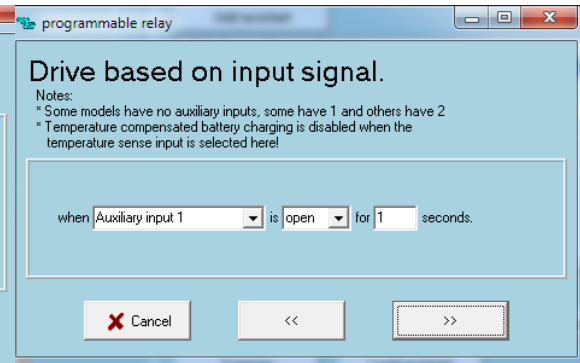 programmable relay
Drive based on input signal.
Notes:
* Some models have no auxiliary inputs, some have 1 and others have 2
* Temperature compensated battery charging is disabled when the
temperature sense input is selected here!
when Auxiliary input 1 is open for 1 seconds.
Cancel << >>